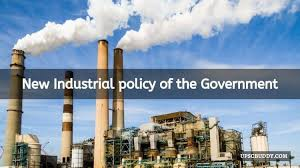 New Industrial policy of the Government
UPSCBUDDY.COM